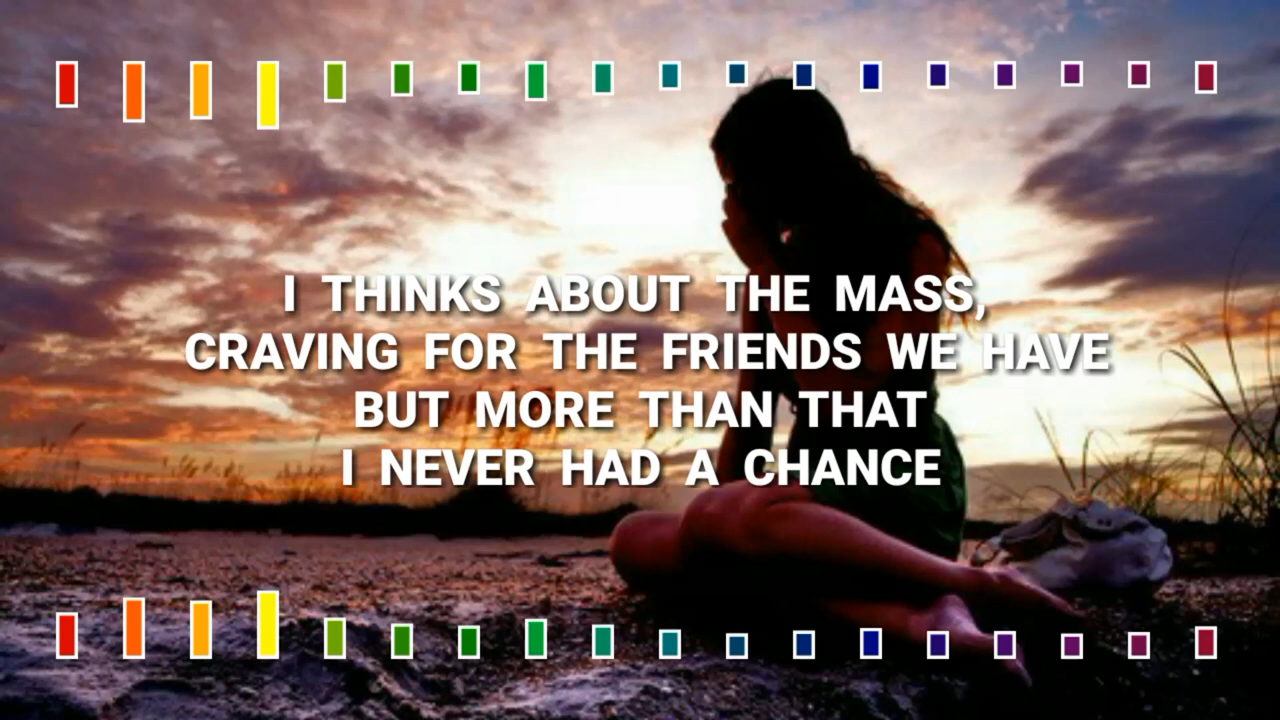 I THINKS ABOUT THE MASS,
CRAVING FOR THE FRIENDS WE HAVE
BUT MORE THAN THAT
I NEVER HAD A CHANCE